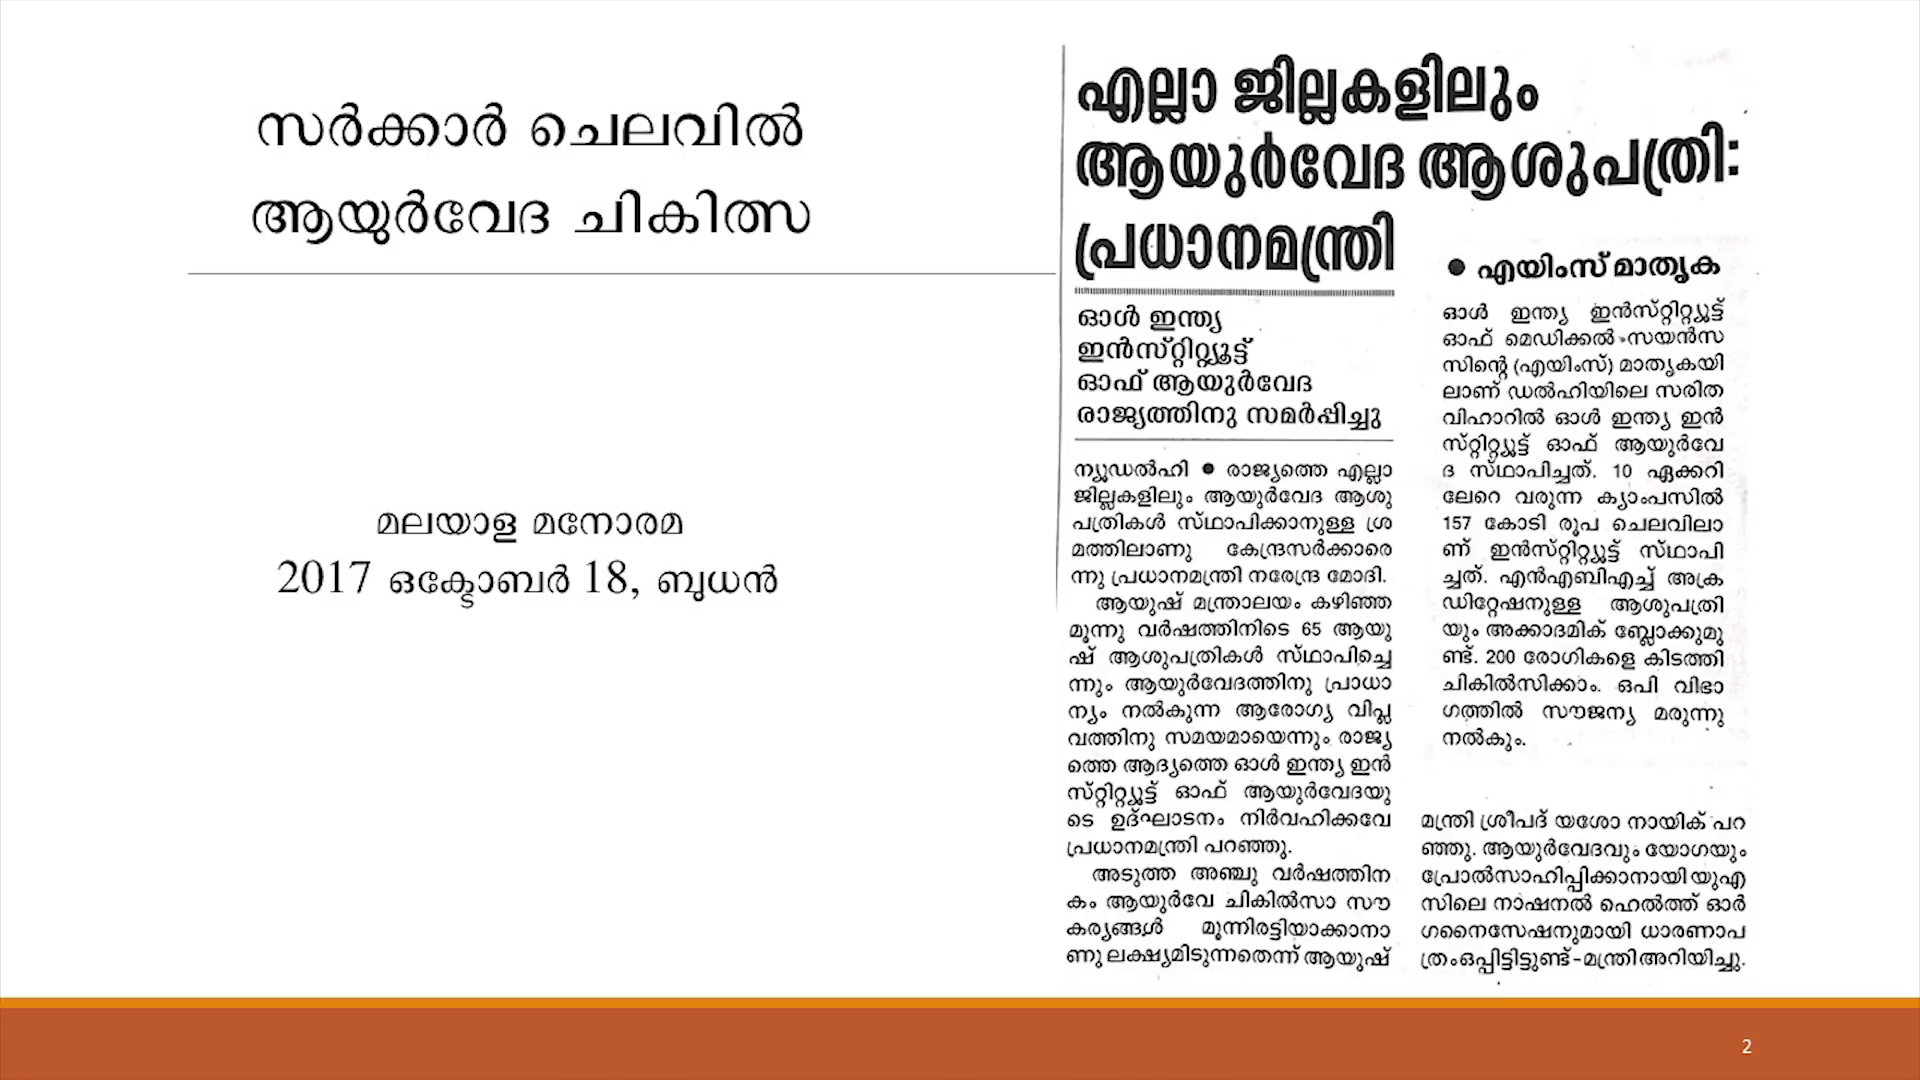 സർക്കാർ ചെലവിൽ
ആയുർവേദ ചികിത്സ
മലയാള മനോരമ
2017 ഒക്ടോബർ 18, ബുധൻ
എല്ലാ ജില്ലകളിലും
ആയുർവേദ ആശുപത്രി:
പ്രധാനമന്ത്രി
ഓൾ ഇന്ത്യ
ഇൻസ്റ്റിറ്റ്യൂട്ട്
ഓഫ് ആയുർവേദ
രാജ്യത്തിനു സമർപ്പിച്ചു
ന്യൂഡൽഹി ● രാജ്യത്തെ എല്ലാ
ജില്ലകളിലും ആയുർവേദ ആശു
പത്രികൾ സ്ഥാപിക്കാനുള്ള ശ്ര
മത്തിലാണു കേന്ദ്രസർക്കാരെ
ന്നു പ്രധാനമന്ത്രി നരേന്ദ്ര മോദി.
ആയുഷ് മന്ത്രാലയം കഴിഞ്ഞ
മൂന്നു വർഷത്തിനിടെ 65 ആയു
ഷ് ആശുപത്രികൾ സ്ഥാപിച്ചെ
ന്നും ആയുർവേദത്തിനു പ്രാധാ
ന്യം നൽകുന്ന ആരോഗ്യ വിപ്ല
വത്തിനു സമയമായെന്നും രാജ്യ
ത്തെ ആദ്യത്തെ ഓൾ ഇന്ത്യ ഇൻ
സ്റ്റിറ്റ്യൂട്ട് ഓഫ് ആയുർവേദയു
ടെ ഉദ്ഘാടനം നിർവഹിക്കവേ
പ്രധാനമന്ത്രി പറഞ്ഞു.
അടുത്ത അഞ്ചു വർഷത്തിന
കം ആയുർവേ ചികിൽസാ സൗ
കര്യങ്ങൾ മൂന്നിരട്ടിയാക്കാനാ
ണു ലക്ഷ്യമിടുന്നതെന്ന് ആയുഷ്
● എയിംസ് മാതൃക
ഓൾ ഇന്ത്യ ഇൻസ്റ്റിറ്റ്യൂട്ട്
ഓഫ് മെഡിക്കൽ സയൻസ
സിന്റെ (എയിംസ്) മാതൃകയി
ലാണ് ഡൽഹിയിലെ സരിത
വിഹാറിൽ ഓൾ ഇന്ത്യ ഇൻ
സ്റ്റിറ്റ്യൂട്ട് ഓഫ് ആയുർവേ
ദ സ്ഥാപിച്ചത്. 10 ഏക്കറി
ലേറെ വരുന്ന ക്യാംപസിൽ
157 കോടി രൂപ ചെലവിലാ
ണ് ഇൻസ്റ്റിറ്റ്യൂട്ട് സ്ഥാപി
ച്ചത്. എൻഎബിഎച്ച് അക്ര
ഡിറ്റേഷനുള്ള ആശുപത്രി
യും അക്കാദമിക് ബ്ലോക്കുമു
ണ്ട്. 200 രോഗികളെ കിടത്തി
ചികിൽസിക്കാം. ഒപി വിഭാ
ഗത്തിൽ സൗജന്യ മരുന്നു
നൽകും.
മന്ത്രി ശ്രീപദ് യശോ നായിക് പറ
ഞ്ഞു. ആയുർവേദവും യോഗയും
പ്രോൽസാഹിപ്പിക്കാനായി യുഎ
സിലെ നാഷനൽ ഹെൽത്ത് ഓർ
ഗനൈസേഷനുമായി ധാരണാപ
ത്രം ഒപ്പിട്ടിട്ടുണ്ട് – മന്ത്രി അറിയിച്ചു.
2